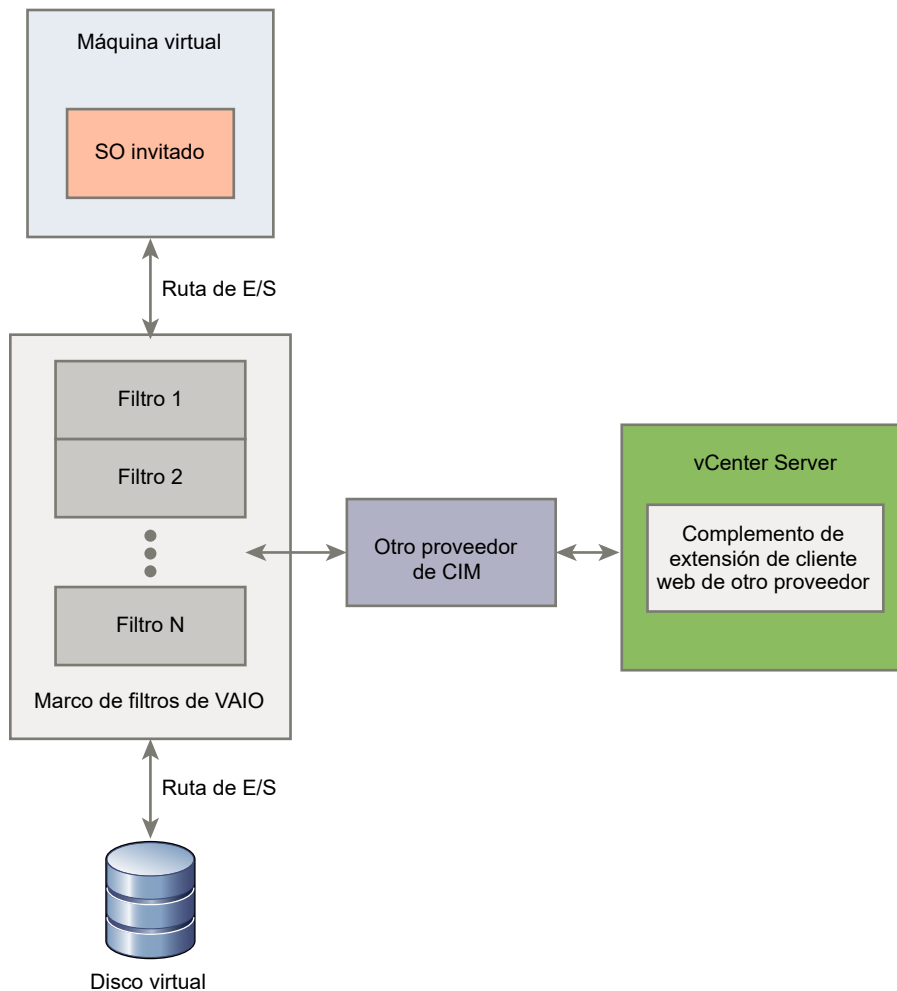 Máquina virtual
SO invitado
Ruta de E/S
Filtro 1
Filtro 2
Filtro N
Marco de filtros de VAIO
Otro proveedor
de CIM
vCenter Server
Complemento de
extensión de cliente
web de otro proveedor
Ruta de E/S
Disco virtual